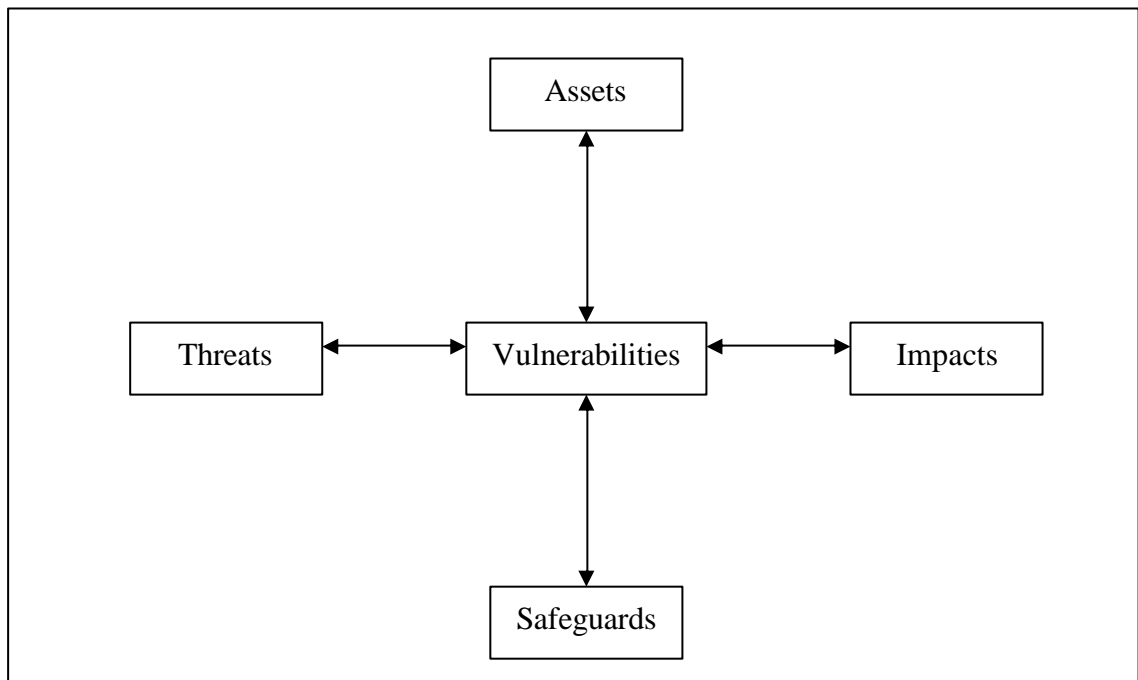 Assets
Threats
Vulnerabilities
Impacts
Safeguards